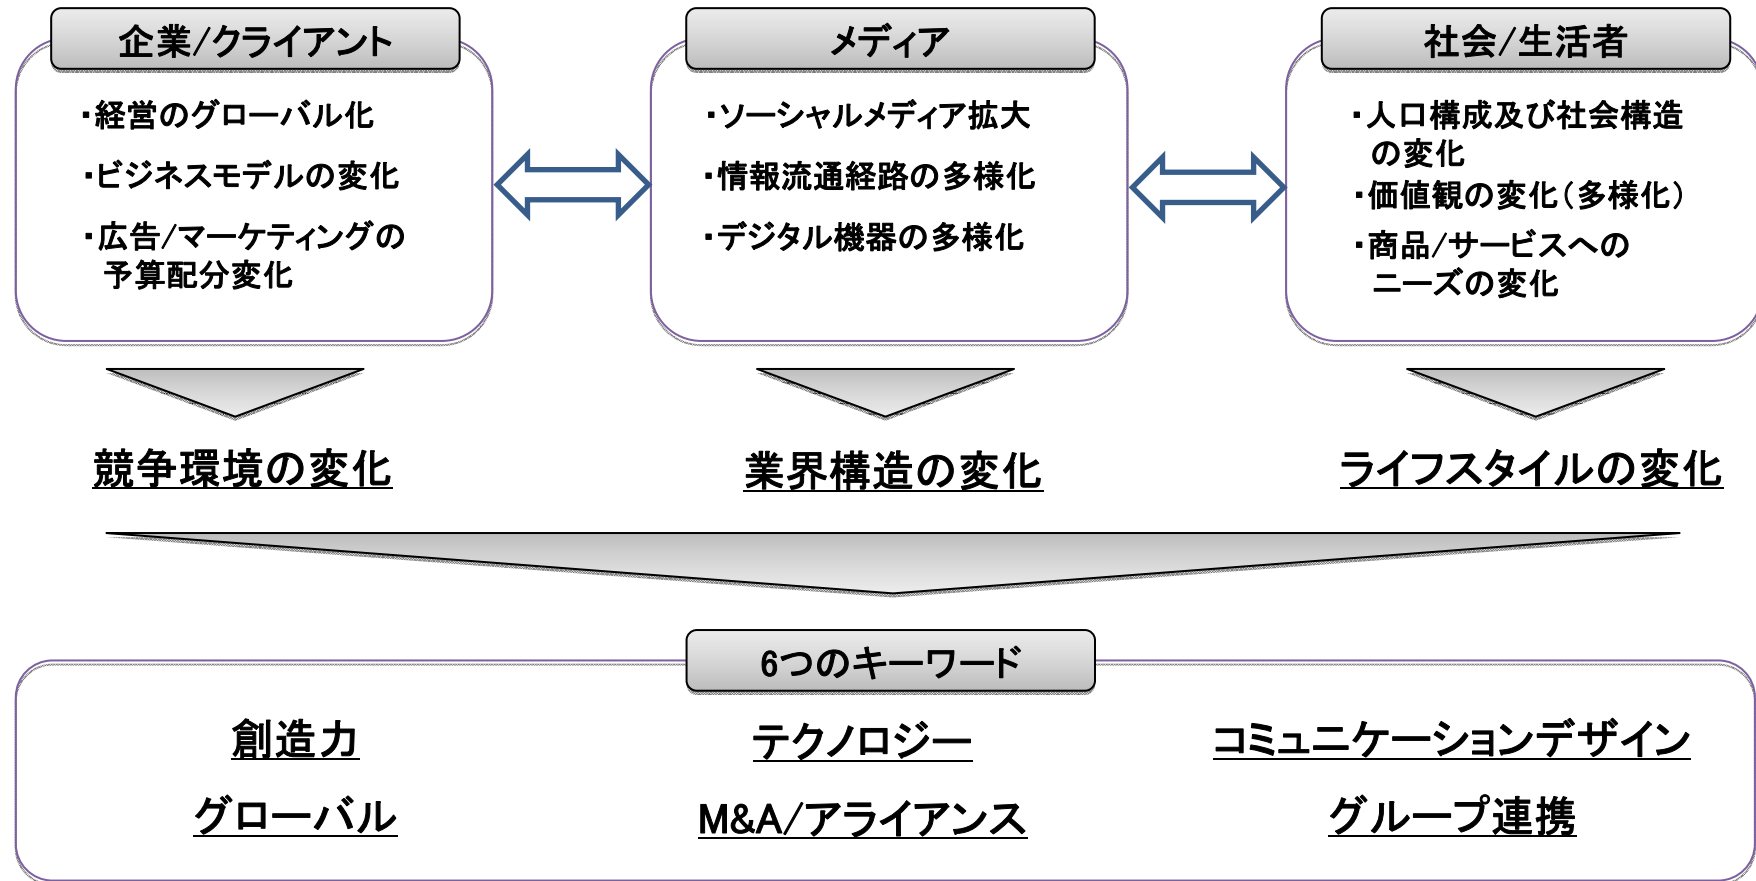 企業/クライアント
・経営のグローバル化
・ビジネスモデルの変化
・広告/マーケティングの
予算配分変化
メディア
・ソーシャルメディア拡大
・情報流通経路の多様化
・デジタル機器の多様化
社会/生活者
・人口構成及び社会構造
の変化
・価値観の変化（多様化）
・商品/サービスへの
ニーズの変化
競争環境の変化
業界構造の変化
ライフスタイルの変化
6つのキーワード
創造力
テクノロジー
コミュニケーションデザイン
グローバル
M&A/アライアンス
グループ連携